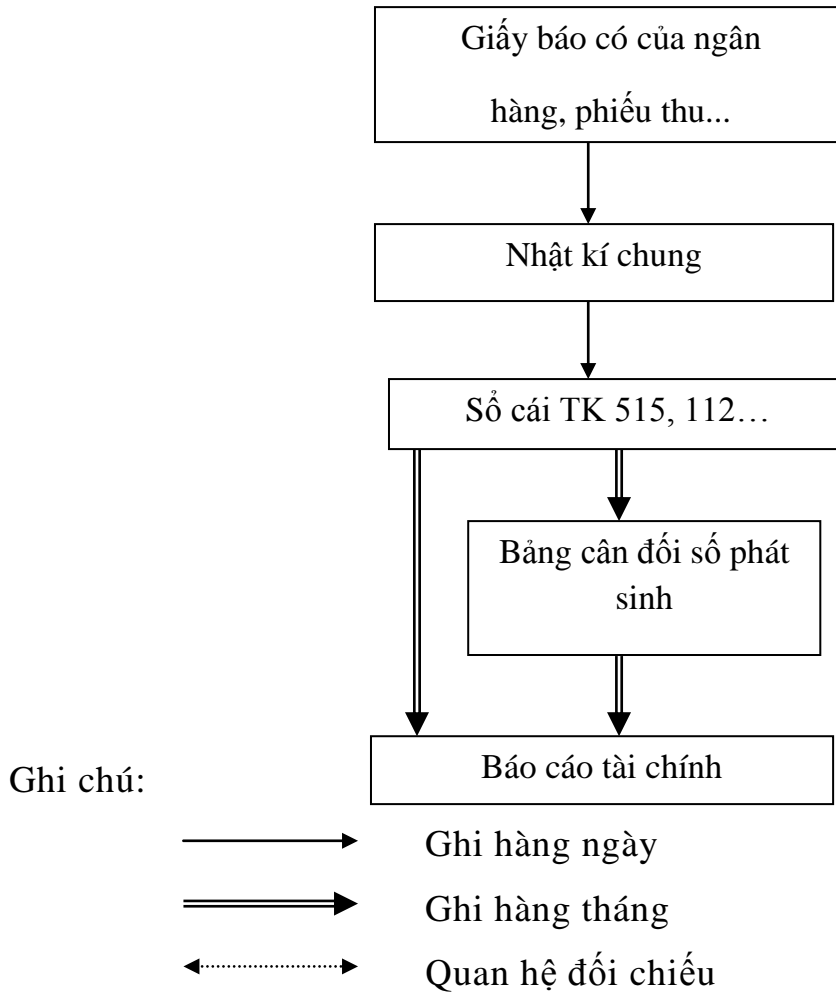 Giấy báo có của ngân
hàng, phiếu thu...
Nhật kí chung
Sổ cái TK 515, 112…
Bảng cân đối số phát
sinh
Báo cáo tài chính
Ghi chú:
Ghi hàng ngày
Ghi hàng tháng
Quan hệ đối chiếu